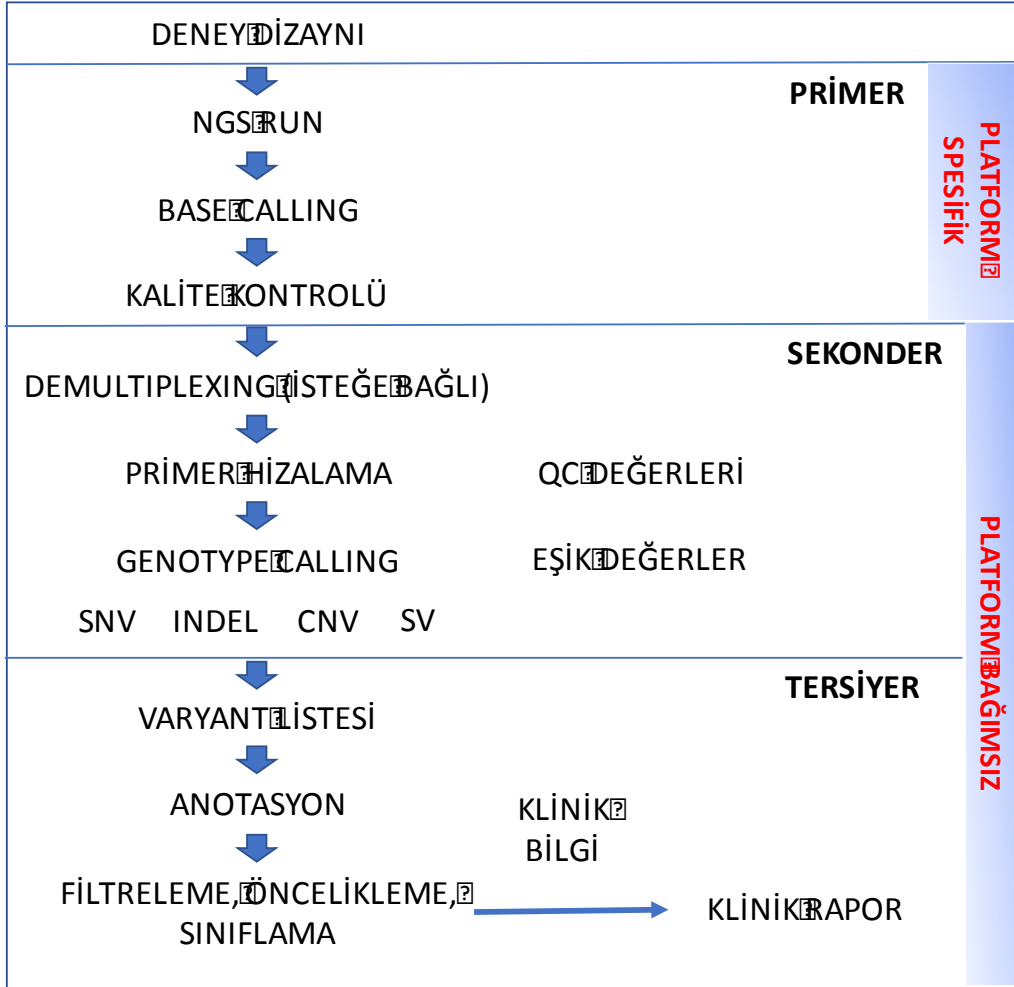 DENEY DİZAYNI
PRİMER
NGS RUN
BASE CALLING
KALİTE KONTROLÜ
PLATFORM
SPESİFİK
SEKONDER
DEMULTIPLEXING (İSTEĞE BAĞLI)
PRİMER HİZALAMA
QC DEĞERLERİ
GENOTYPE CALLING
EŞİK DEĞERLER
SNV INDEL CNV SV
TERSİYER
VARYANT LİSTESİ
ANOTASYON
KLİNİK
BİLGİ
FİLTRELEME, ÖNCELİKLEME,
SINIFLAMA
KLİNİK RAPOR
PLATFORM BAĞIMSIZ